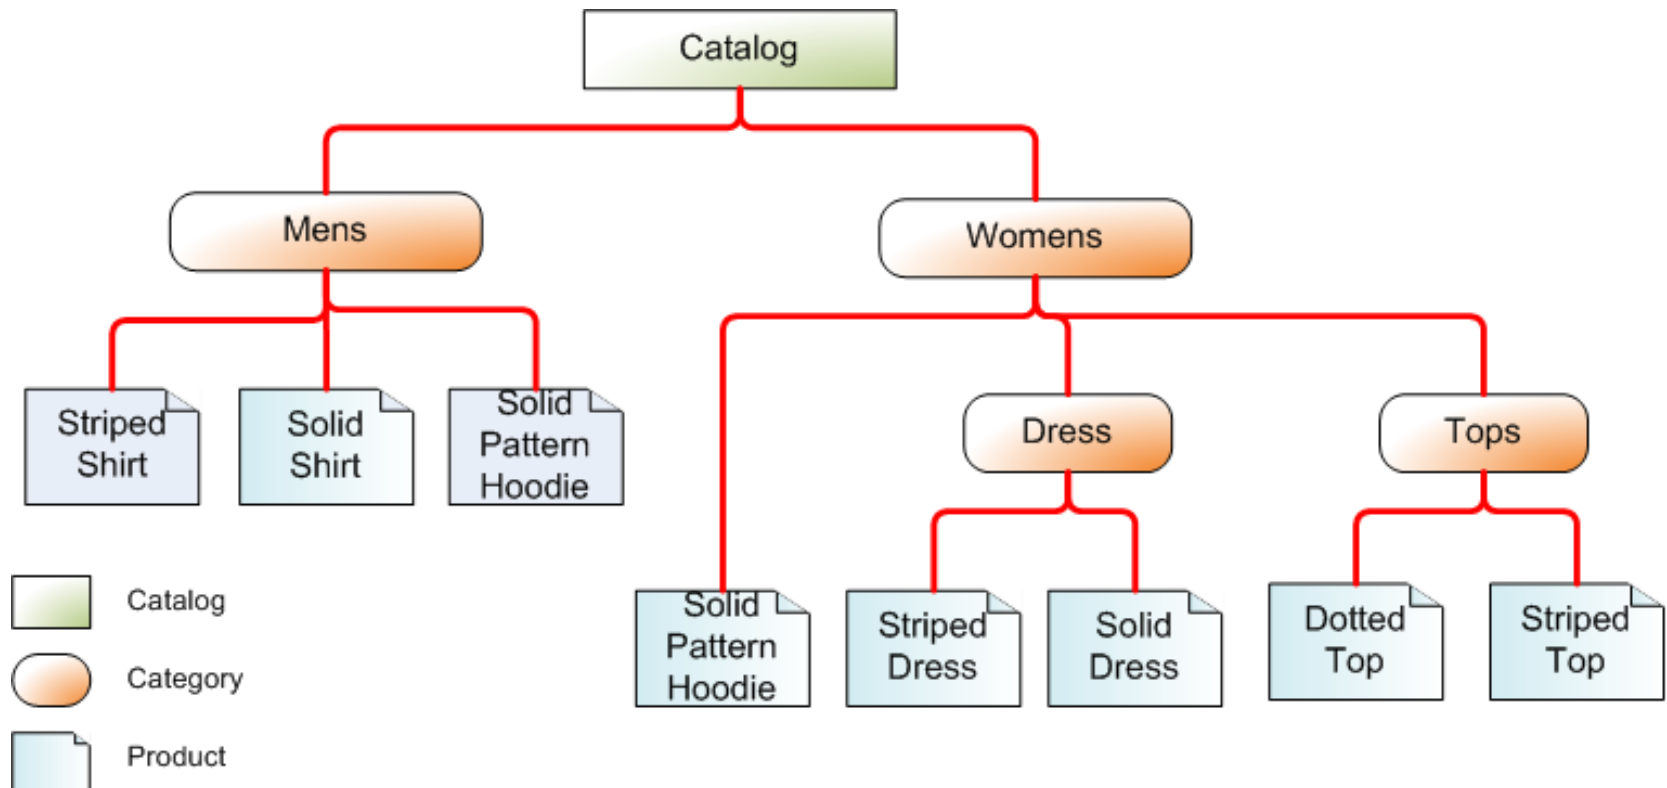 Catalog
Mens
Womens
Striped
Shirt
Solid
Shirt
Solid
Pattern
Hoodie
Dress
Tops
Solid
Pattern
Hoodie
Striped
Dress
Solid
Dress
Dotted
Top
Striped
Top
Catalog
Category
Product